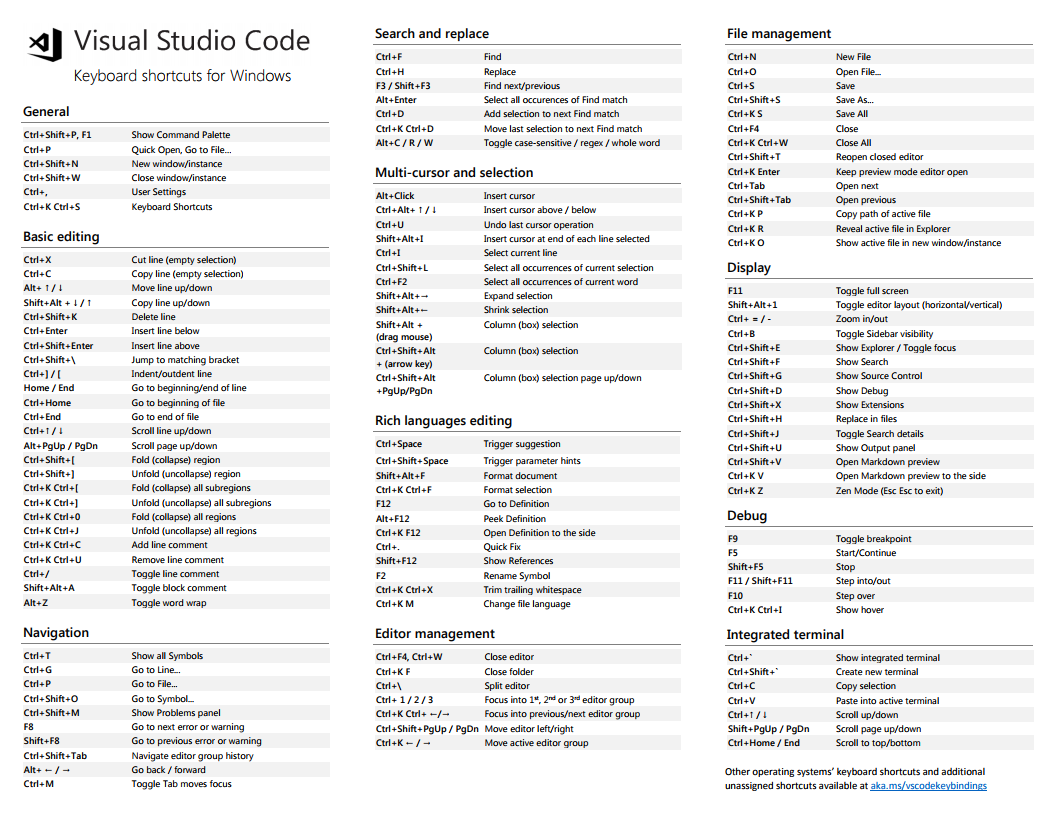 Visual Studio Code
Keyboard shortcuts for Windows
General
Ctrl+Shift+P, F1 Show Command Palette
Ctrl+P Quick Open, Go to File...
Ctrl+Shift+N New window/instance
Ctrl+Shift+W Close window/instance
Ctrl+, User Settings
Ctrl+K Ctrl+S Keyboard Shortcuts
Basic editing
Ctrl+X Cut line (empty selection)
Ctrl+C Copy line (empty selection)
Alt+ ↑ / ↓ Move line up/down
Shift+Alt + ↓ / ↑ Copy line up/down
Ctrl+Shift+K Delete line
Ctrl+Enter Insert line below
Ctrl+Shift+Enter Insert line above
Ctrl+Shift+\ Jump to matching bracket
Ctrl+] / [ Indent/outdent line
Home / End Go to beginning/end of line
Ctrl+Home Go to beginning of file
Ctrl+End Go to end of file
Ctrl+↑ / ↓ Scroll line up/down
Alt+PgUp / PgDn Scroll page up/down
Ctrl+Shift+[ Fold (collapse) region
Ctrl+Shift+] Unfold (uncollapse) region
Ctrl+K Ctrl+[ Fold (collapse) all subregions
Ctrl+K Ctrl+] Unfold (uncollapse) all subregions
Ctrl+K Ctrl+0 Fold (collapse) all regions
Ctrl+K Ctrl+J Unfold (uncollapse) all regions
Ctrl+K Ctrl+C Add line comment
Ctrl+K Ctrl+U Remove line comment
Ctrl+/ Toggle line comment
Shift+Alt+A Toggle block comment
Alt+Z Toggle word wrap
Navigation
Ctrl+T Show all Symbols
Ctrl+G Go to Line...
Ctrl+P Go to File...
Ctrl+Shift+O Go to Symbol...
Ctrl+Shift+M Show Problems panel
F8 Go to next error or warning
Shift+F8 Go to previous error or warning
Ctrl+Shift+Tab Navigate editor group history
Alt+ ← / → Go back / forward
Ctrl+M Toggle Tab moves focus
Search and replace
Ctrl+F Find
Ctrl+H Replace
F3 / Shift+F3 Find next/previous
Alt+Enter Select all occurences of Find match
Ctrl+D Add selection to next Find match
Ctrl+K Ctrl+D Move last selection to next Find match
Alt+C / R / W Toggle case-sensitive / regex / whole word
Multi-cursor and selection
Alt+Click Insert cursor
Ctrl+Alt+ ↑ / ↓ Insert cursor above / below
Ctrl+U Undo last cursor operation
Shift+Alt+I Insert cursor at end of each line selected
Ctrl+I Select current line
Ctrl+Shift+L Select all occurrences of current selection
Ctrl+F2 Select all occurrences of current word
Shift+Alt+→ Expand selection
Shift+Alt+← Shrink selection
Shift+Alt + Column (box) selection
(drag mouse)
Ctrl+Shift+Alt Column (box) selection
+ (arrow key)
Ctrl+Shift+Alt Column (box) selection page up/down
+PgUp/PgDn
Rich languages editing
Ctrl+Space Trigger suggestion
Ctrl+Shift+Space Trigger parameter hints
Shift+Alt+F Format document
Ctrl+K Ctrl+F Format selection
F12 Go to Definition
Alt+F12 Peek Definition
Ctrl+K F12 Open Definition to the side
Ctrl+. Quick Fix
Shift+F12 Show References
F2 Rename Symbol
Ctrl+K Ctrl+X Trim trailing whitespace
Ctrl+K M Change file language
Editor management
Ctrl+F4, Ctrl+W Close editor
Ctrl+K F Close folder
Ctrl+\ Split editor
Ctrl+ 1 / 2 / 3 Focus into 1st, 2nd or 3rd editor group
Ctrl+K Ctrl+ ←/→ Focus into previous/next editor group
Ctrl+Shift+PgUp / PgDn Move editor left/right
Ctrl+K ← / → Move active editor group
File management
Ctrl+N New File
Ctrl+O Open File...
Ctrl+S Save
Ctrl+Shift+S Save As...
Ctrl+K S Save All
Ctrl+F4 Close
Ctrl+K Ctrl+W Close All
Ctrl+Shift+T Reopen closed editor
Ctrl+K Enter Keep preview mode editor open
Ctrl+Tab Open next
Ctrl+Shift+Tab Open previous
Ctrl+K P Copy path of active file
Ctrl+K R Reveal active file in Explorer
Ctrl+K O Show active file in new window/instance
Display
F11 Toggle full screen
Shift+Alt+1 Toggle editor layout (horizontal/vertical)
Ctrl+ = / - Zoom in/out
Ctrl+B Toggle Sidebar visibility
Ctrl+Shift+E Show Explorer / Toggle focus
Ctrl+Shift+F Show Search
Ctrl+Shift+G Show Source Control
Ctrl+Shift+D Show Debug
Ctrl+Shift+X Show Extensions
Ctrl+Shift+H Replace in files
Ctrl+Shift+J Toggle Search details
Ctrl+Shift+U Show Output panel
Ctrl+Shift+V Open Markdown preview
Ctrl+K V Open Markdown preview to the side
Ctrl+K Z Zen Mode (Esc Esc to exit)
Debug
F9 Toggle breakpoint
F5 Start/Continue
Shift+F5 Stop
F11 / Shift+F11 Step into/out
F10 Step over
Ctrl+K Ctrl+I Show hover
Integrated terminal
Ctrl+` Show integrated terminal
Ctrl+Shift+` Create new terminal
Ctrl+C Copy selection
Ctrl+V Paste into active terminal
Ctrl+↑ / ↓ Scroll up/down
Shift+PgUp / PgDn Scroll page up/down
Ctrl+Home / End Scroll to top/bottom
Other operating systems' keyboard shortcuts and additional
unassigned shortcuts available at aka.ms/vscodekeybindings